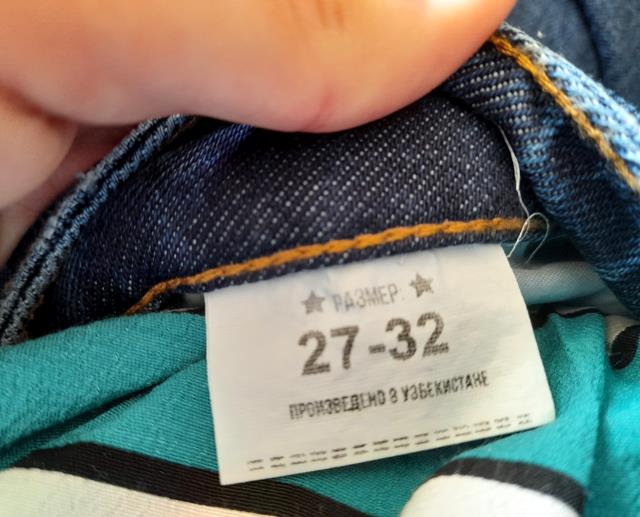 ★ РАЗМЕР: ★
27-32
ПРОИЗВЕДЕНО В УЗБЕКИСТАНЕ